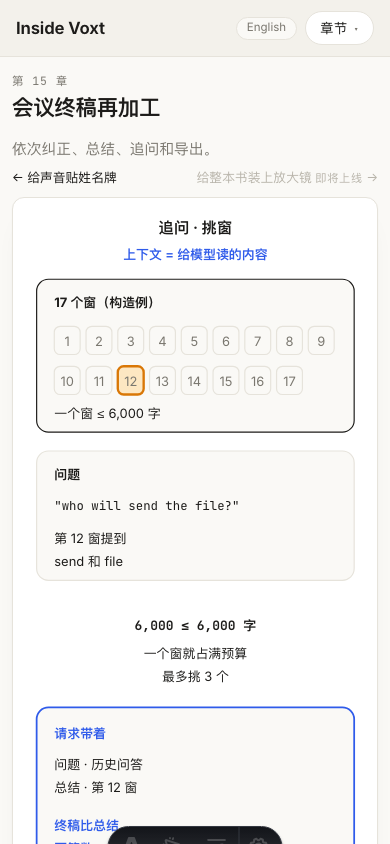 Inside Voxt
English
章节
第 15 章
会议终稿再加工
依次纠正、总结、追问和导出。
← 给声音贴姓名牌
给整本书装上放大镜 即将上线 →
追问 · 挑窗
上下文 = 给模型读的内容
17 个窗（构造例）
1 2 3 4 5 6 7 8 9
10 11 12 13 14 15 16 17
一个窗 ≤ 6,000 字
问题
"who will send the file?"
第 12 窗提到
send 和 file
6,000 ≤ 6,000 字
一个窗就占满预算
最多挑 3 个
请求带着
问题 · 历史问答
总结 · 第 12 窗
终稿比总结